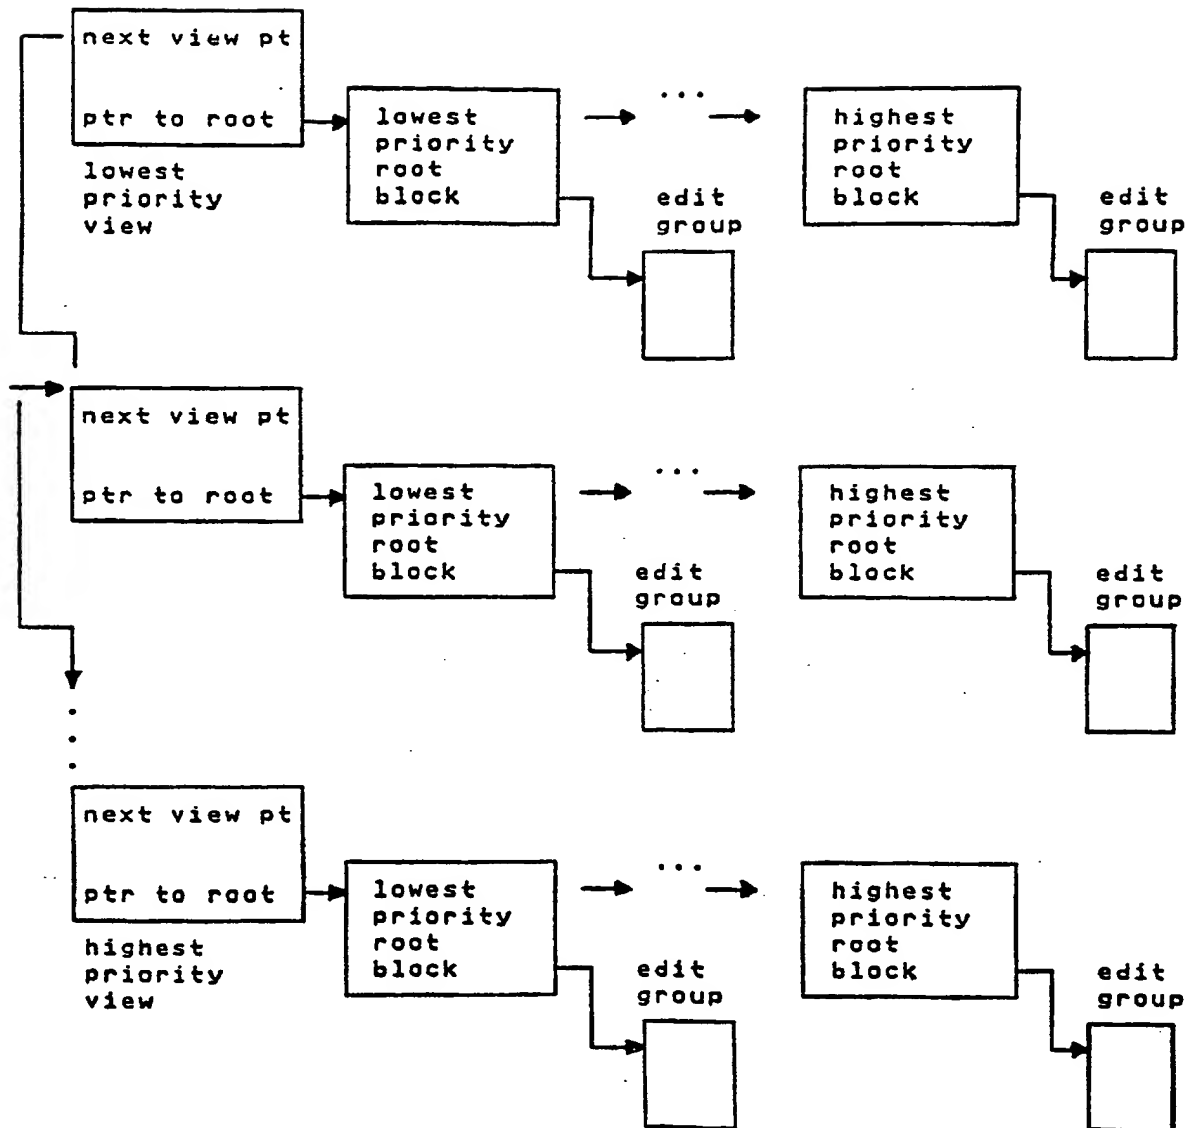 next view pt
ptr to root
lowest
priority
view
lowest
priority
root
block
...
edit
group
highest
priority
root
block
edit
group
next view pt
ptr to root
lowest
priority
root
block
...
edit
group
highest
priority
root
block
edit
group
next view pt
ptr to root
highest
priority
view
lowest
priority
root
block
...
edit
group
highest
priority
root
block
edit
group